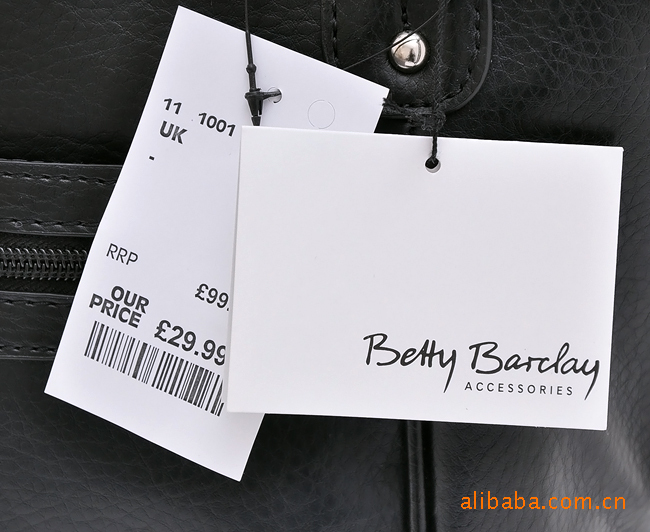 11 1001
UK
-
RRP
£99.
OUR
PRICE £29.99
Betty Barclay
ACCESSORIES
alibaba.com.cn